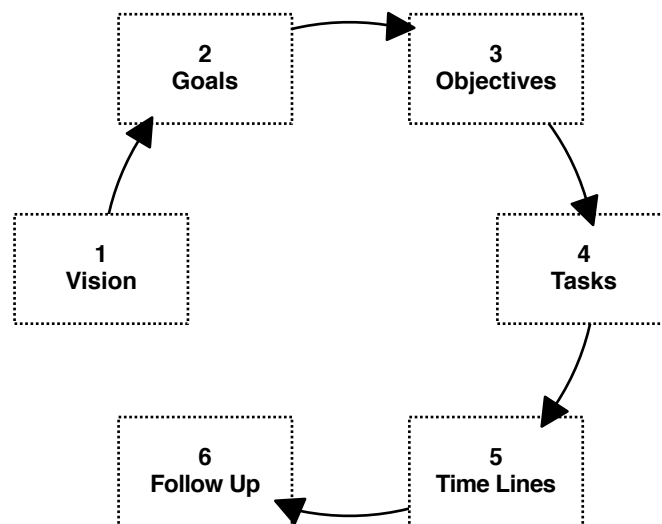 1
Vision
2
Goals
3
Objectives
4
Tasks
5
Time Lines
6
Follow Up